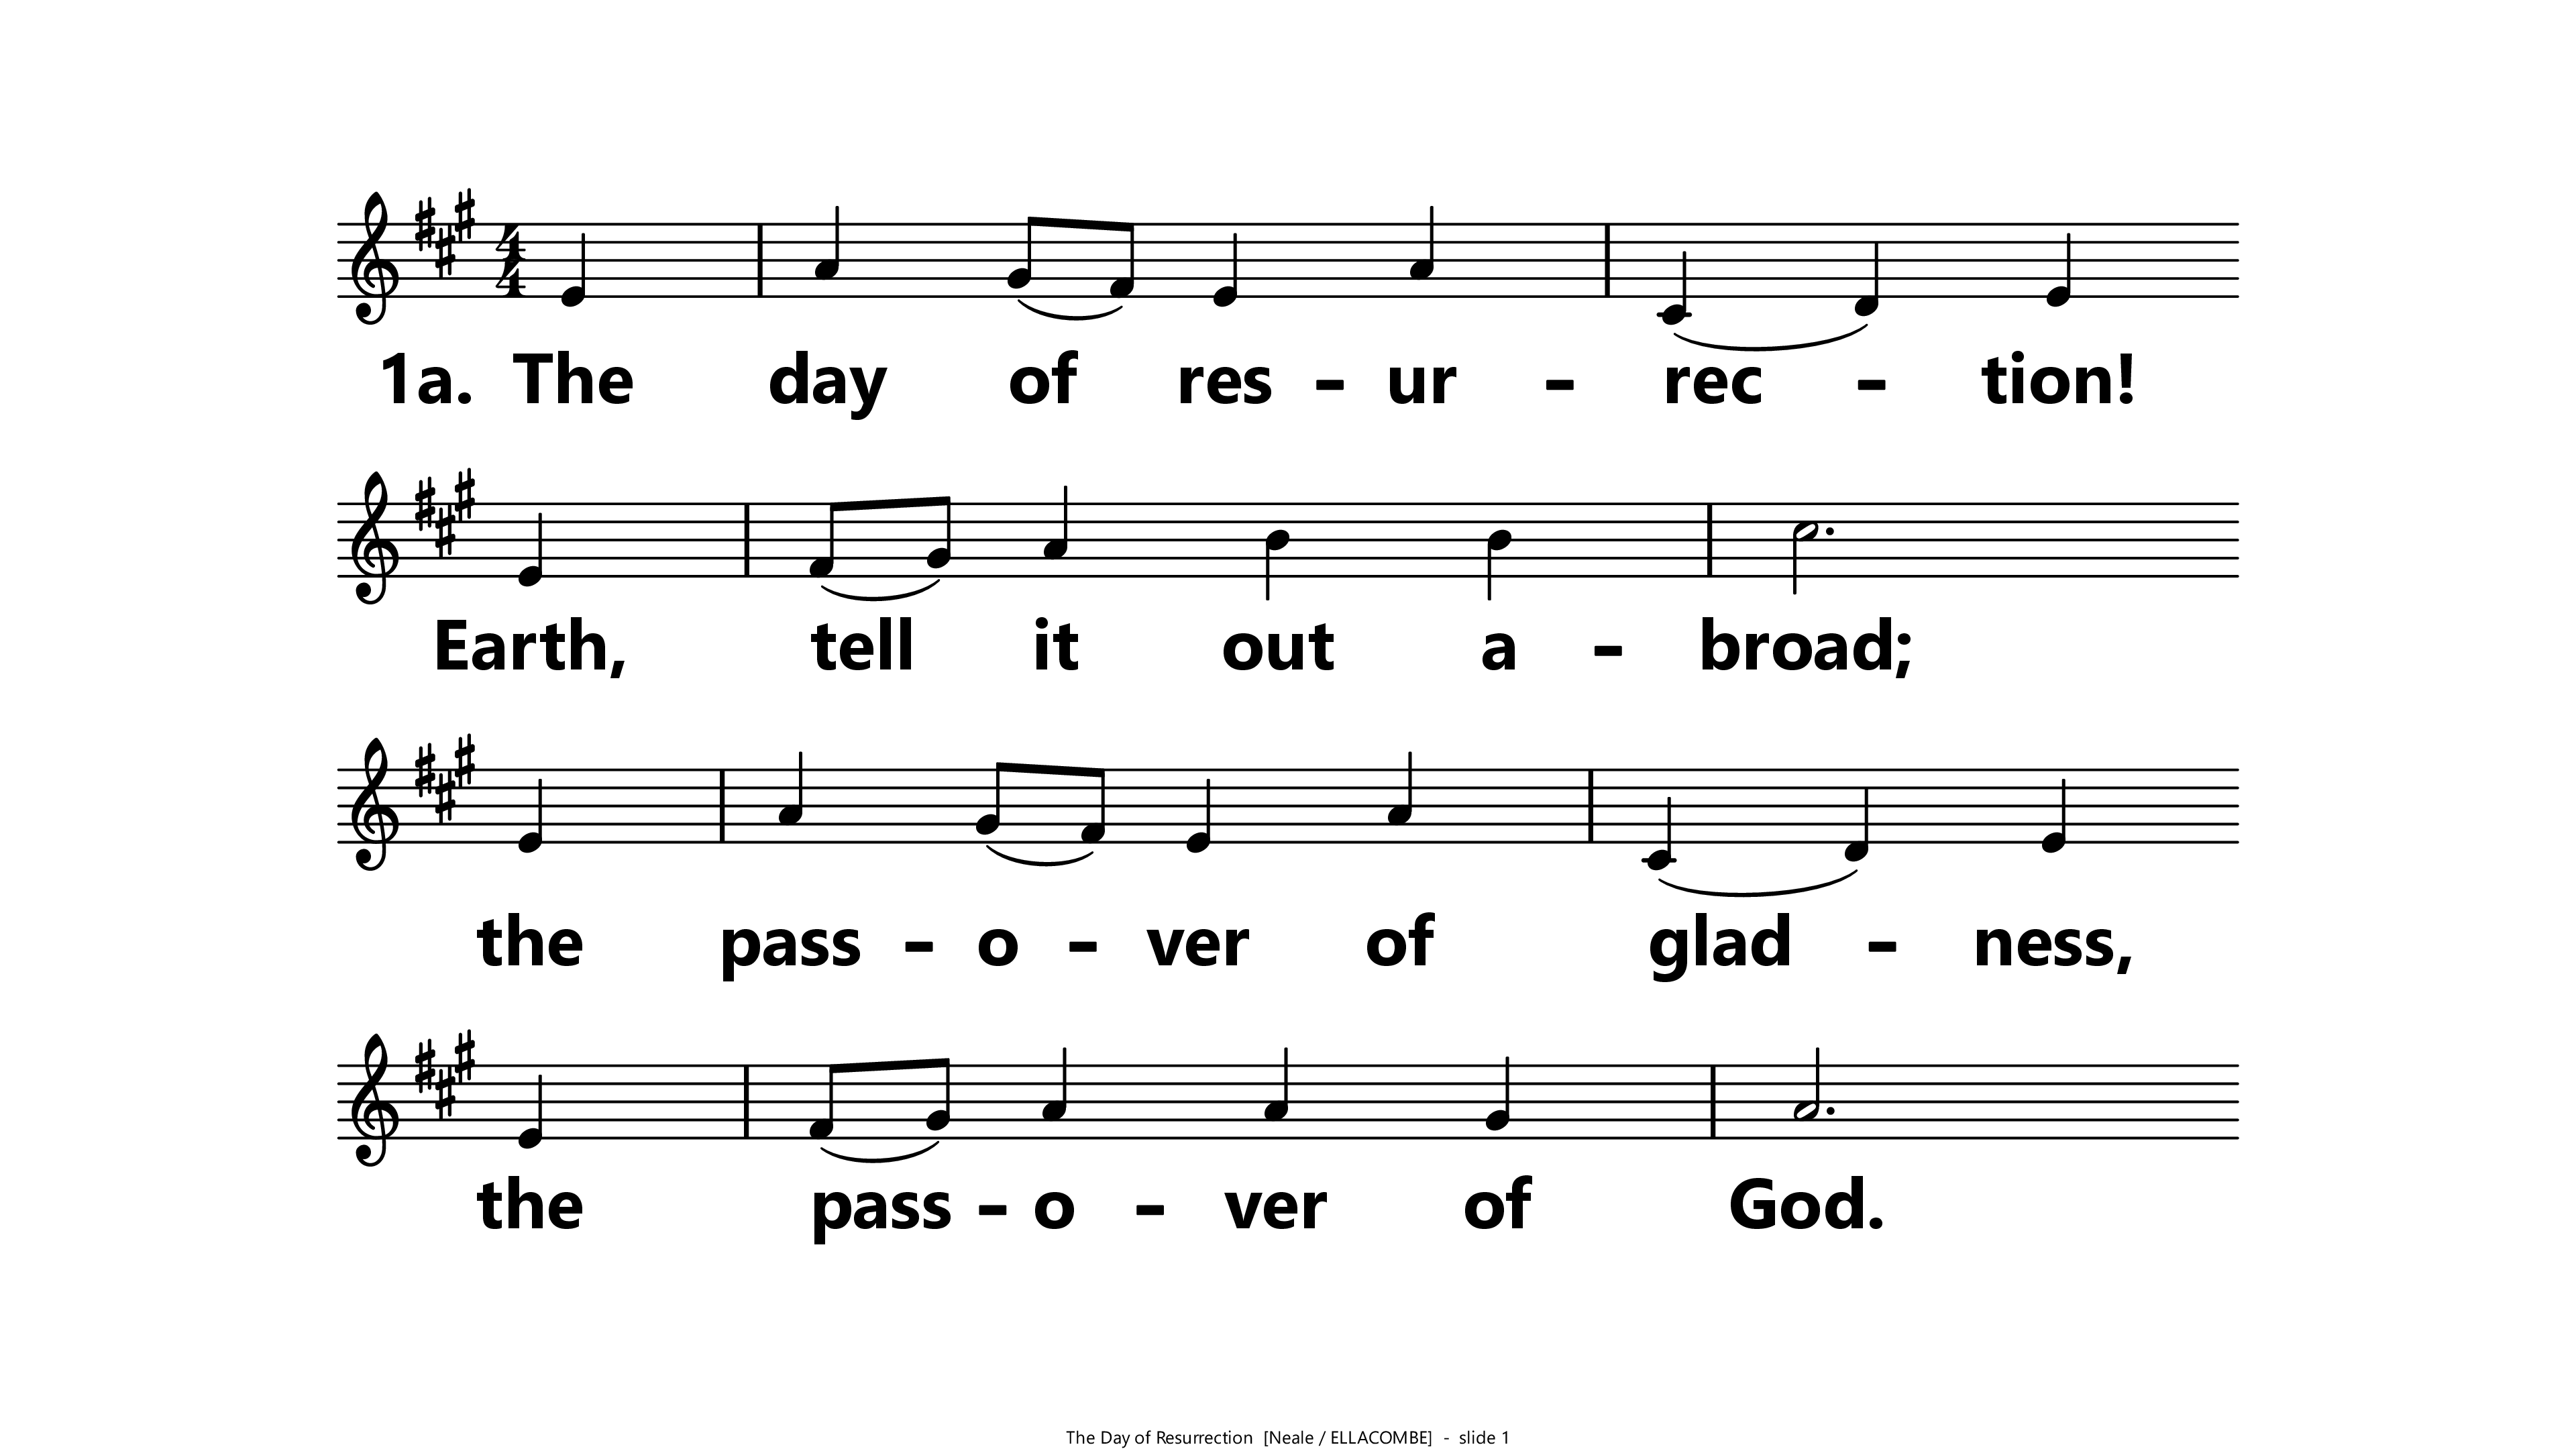 1a. The day of res - ur - rec - tion!
Earth, tell it out a - broad;
the pass - o - ver of glad - ness,
the pass - o - ver of God.
The Day of Resurrection [Neale / ELLACOMBE] - slide 1